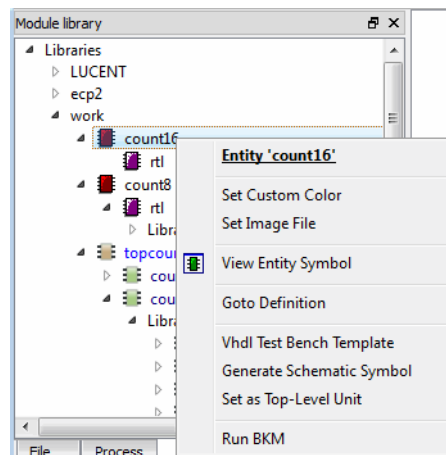 Module library
Libraries
LUCENT
ecp2
work
count16
rtl
count8
rtl
Libra
topcou
cou
cou
Libra
Entity 'count16'
Set Custom Color
Set Image File
View Entity Symbol
Goto Definition
Vhdl Test Bench Template
Generate Schematic Symbol
Set as Top-Level Unit
Run BKM
File Process